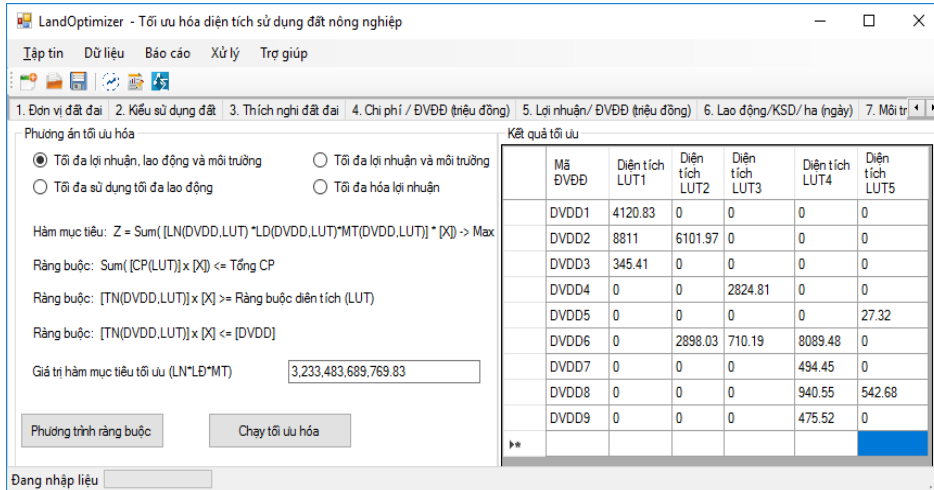 LandOptimizer - Tối ưu hóa diện tích sử dụng đất nông nghiệp
Tập tin Dữ liệu Báo cáo Xử lý Trợ giúp
1. Đơn vị đất đai 2. Kiểu sử dụng đất 3. Thích nghi đất đai 4. Chi phí / ĐVĐĐ (triệu đồng) 5. Lợi nhuận/ ĐVĐĐ (triệu đồng) 6. Lao động/KSD/ ha (ngày) 7. Môi tr
Phương án tối ưu hóa
Tối đa lợi nhuận, lao động và môi trường Tối đa lợi nhuận và môi trường
Tối đa sử dụng tối đa lao động Tối đa hóa lợi nhuận
Hàm mục tiêu: Z = Sum( [LN(DVDD,LUT) *LD(DVDD,LUT)*MT(DVDD,LUT)] * [X]) -> Max
Ràng buộc: Sum( [CP(LUT)] x [X]) <= Tổng CP
Ràng buộc: [TN(DVDD,LUT)] x [X] >= Ràng buộc diên tích (LUT)
Ràng buộc: [TN(DVDD,LUT)] x [X] <= [DVDD]
Giá trị hàm mục tiêu tối ưu (LN*LĐ*MT) 3,233,483,689,769.83
Phương trình ràng buộc Chạy tối ưu hóa
Kết quả tối ưu
Mã ĐVĐĐ Diện tích LUT1 Diện tích LUT2 Diện tích LUT3 Diện tích LUT4 Diện tích LUT5
DVDD1 4120.83 0 0 0 0
DVDD2 8811 6101.97 0 0 0
DVDD3 345.41 0 0 0 0
DVDD4 0 0 2824.81 0 0
DVDD5 0 0 0 0 27.32
DVDD6 0 2898.03 710.19 8089.48 0
DVDD7 0 0 0 494.45 0
DVDD8 0 0 0 940.55 542.68
DVDD9 0 0 0 475.52 0
Đang nhập liệu